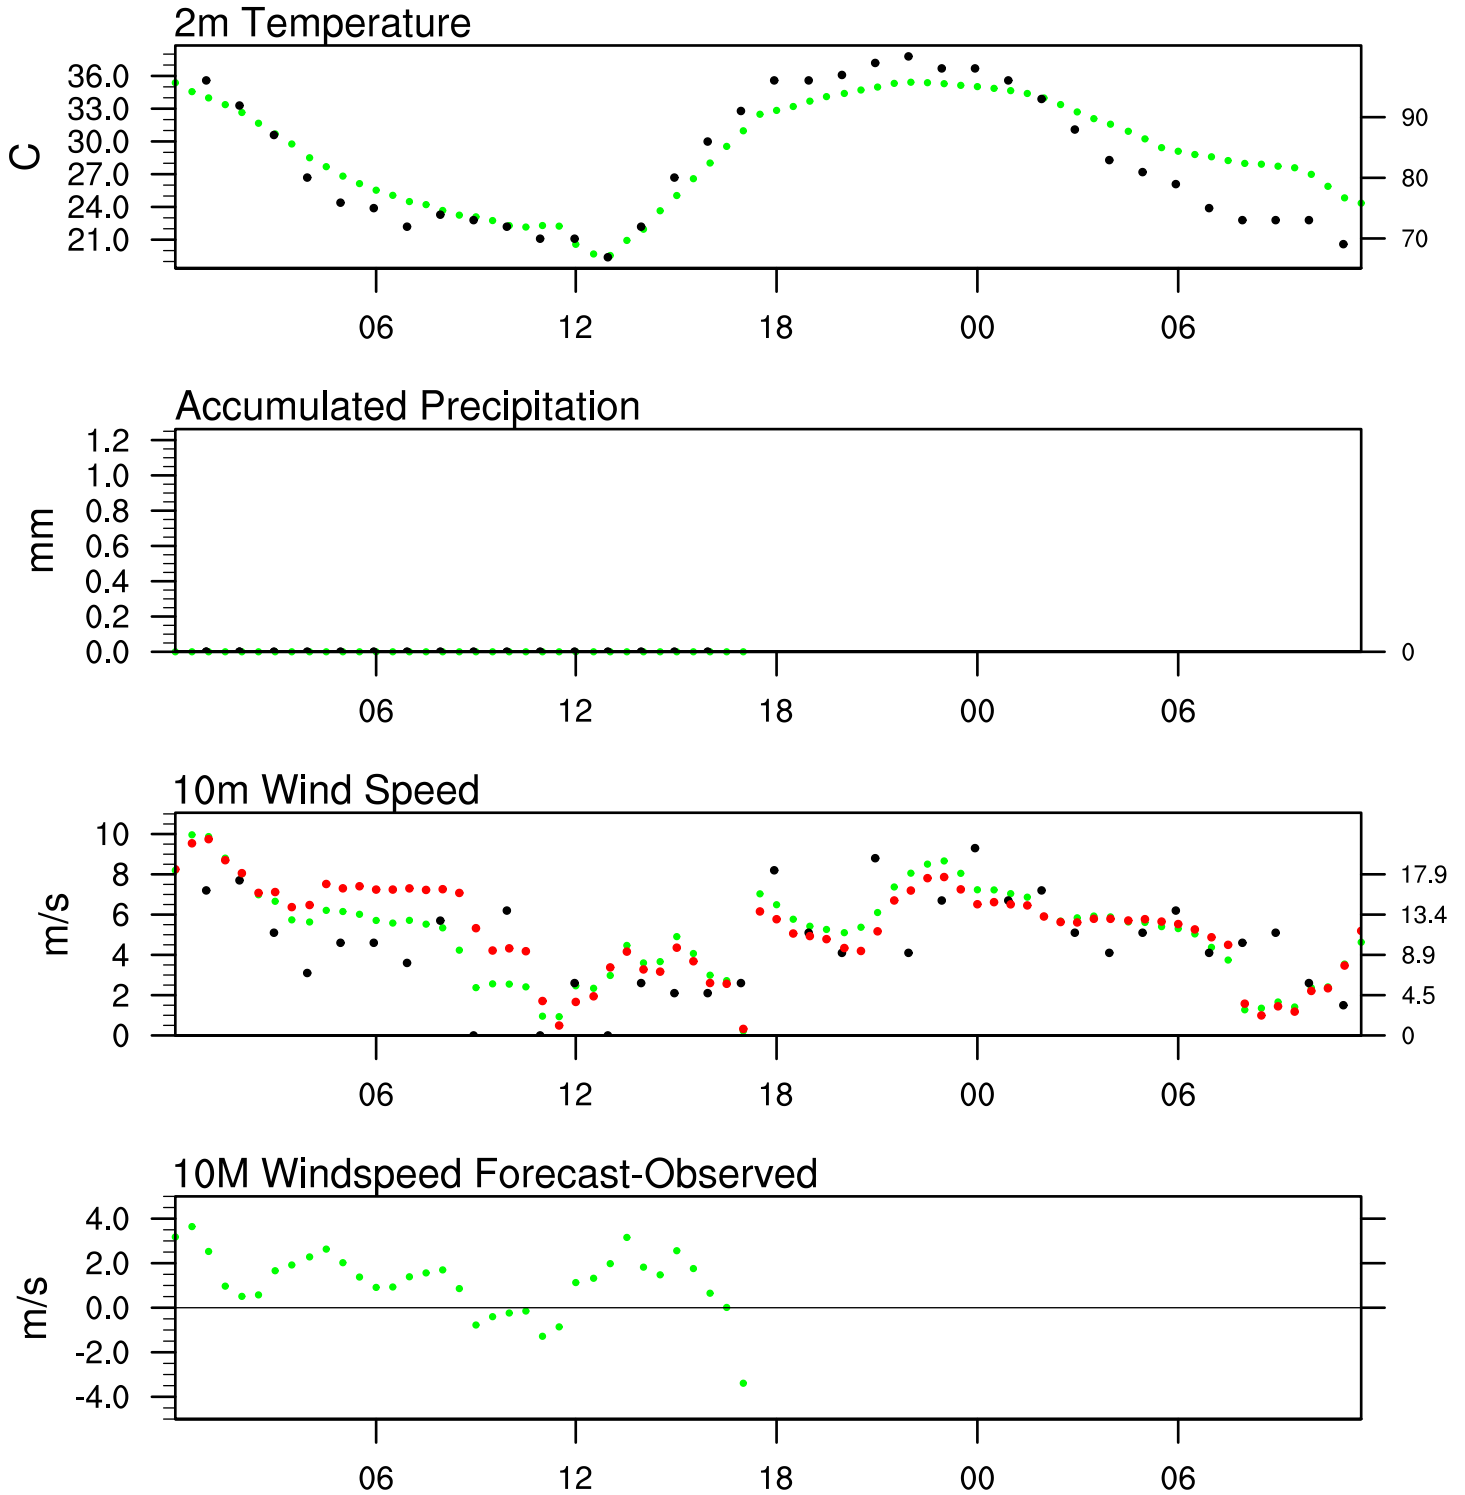 2m Temperature
36.0
33.0
30.0
27.0
24.0
21.0
C
90
80
70
06 12 18 00 06
Accumulated Precipitation
1.2
1.0
0.8
0.6
0.4
0.2
0.0
mm
0
06 12 18 00 06
10m Wind Speed
10
8
6
4
2
0
m/s
17.9
13.4
8.9
4.5
0
06 12 18 00 06
10M Windspeed Forecast-Observed
4.0
2.0
0.0
-2.0
-4.0
m/s
06 12 18 00 06